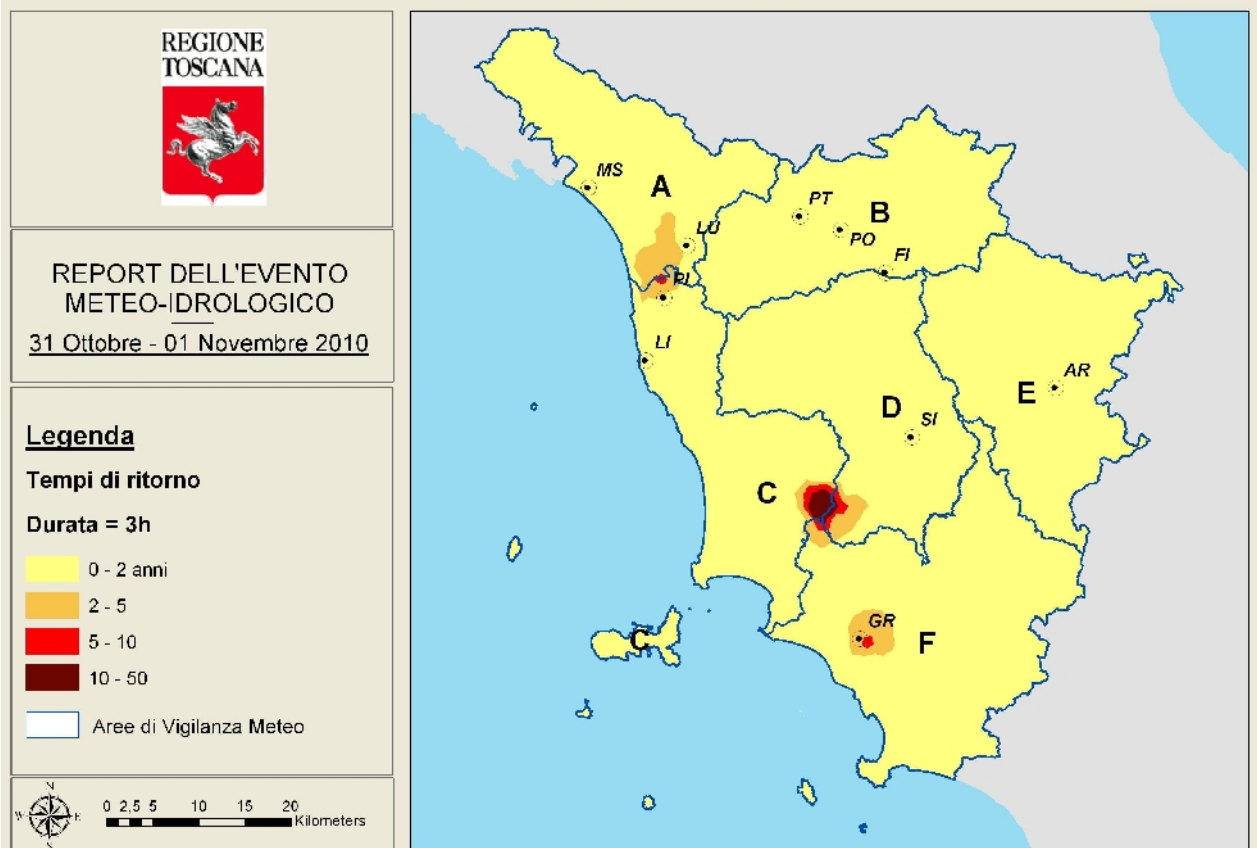 REGIONE
TOSCANA
REPORT DELL'EVENTO
METEO-IDROLOGICO
31 Ottobre - 01 Novembre 2010
Legenda
Tempi di ritorno
Durata = 3h
0 - 2 anni
2 - 5
5 - 10
10 - 50
Aree di Vigilanza Meteo
N
W
E
S
0 2,5 5 10 15 20
Kilometers
MS
A
PT
B
LU
PO
FI
PI
LI
AR
E
D
SI
C
GR
F
C